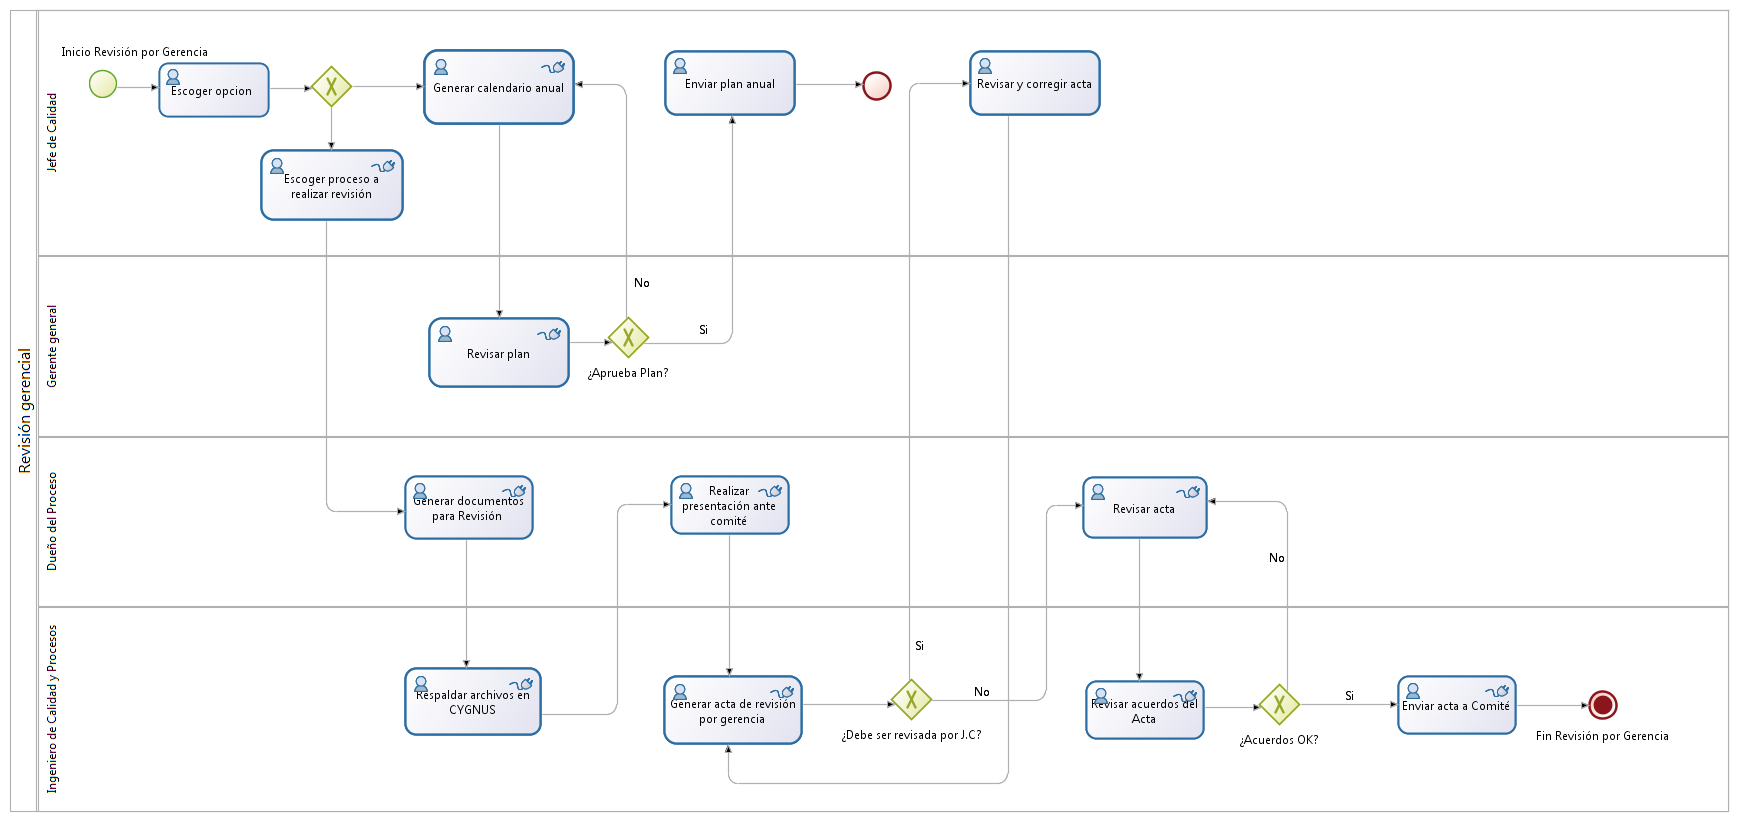 Revisión gerencial
Jefe de Calidad
Inicio Revisión por Gerencia
Escoger opcion
Generar calendario anual
Enviar plan anual
Revisar y corregir acta
Escoger proceso a
realizar revisión
Gerente general
No
Si
Revisar plan
¿Aprueba Plan?
Dueño del Proceso
Generar documentos
para Revisión
Realizar
presentación ante
comité
Revisar acta
No
Ingeniero de Calidad y Procesos
Respaldar archivos en
CYGNUS
Generar acta de revisión
por gerencia
Si
No
¿Debe ser revisada por J.C?
Revisar acuerdos del
Acta
¿Acuerdos OK?
Si
Enviar acta a Comité
Fin Revisión por Gerencia